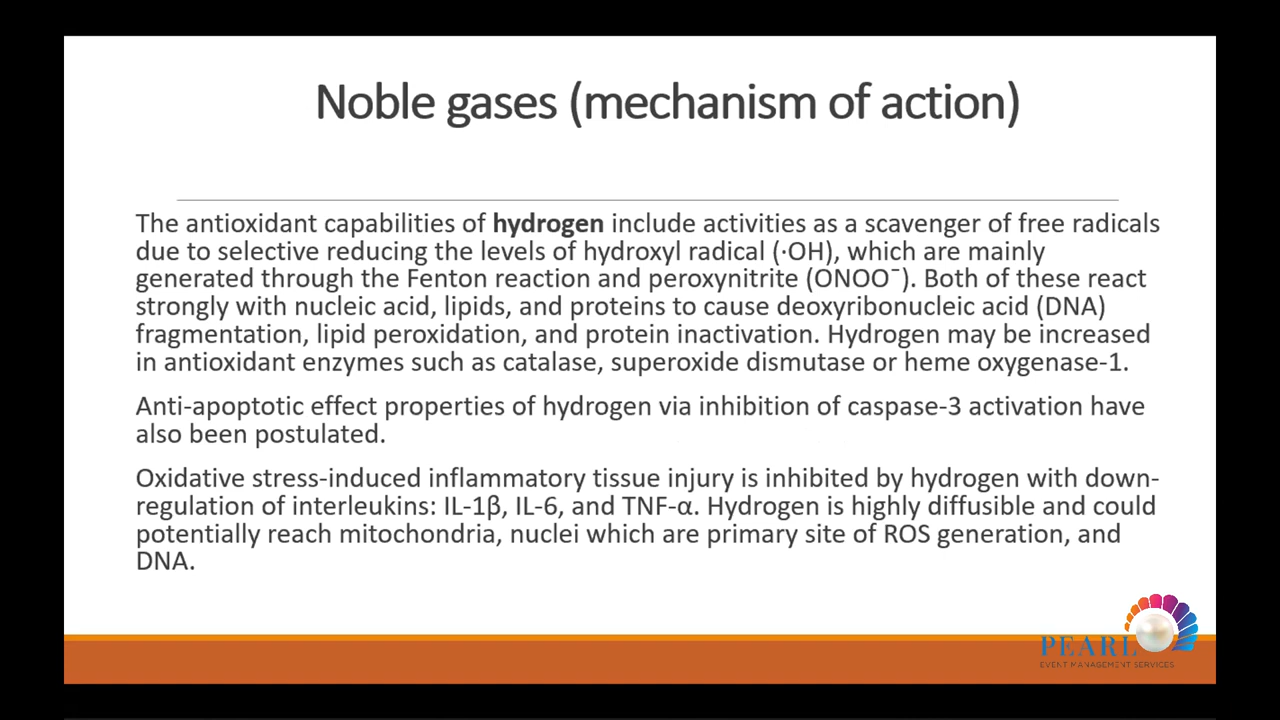 Noble gases (mechanism of action)
The antioxidant capabilities of hydrogen include activities as a scavenger of free radicals
due to selective reducing the levels of hydroxyl radical (·OH), which are mainly
generated through the Fenton reaction and peroxynitrite (ONOO¯). Both of these react
strongly with nucleic acid, lipids, and proteins to cause deoxyribonucleic acid (DNA)
fragmentation, lipid peroxidation, and protein inactivation. Hydrogen may be increased
in antioxidant enzymes such as catalase, superoxide dismutase or heme oxygenase-1.
Anti-apoptotic effect properties of hydrogen via inhibition of caspase-3 activation have
also been postulated.
Oxidative stress-induced inflammatory tissue injury is inhibited by hydrogen with down-
regulation of interleukins: IL-1β, IL-6, and TNF-α. Hydrogen is highly diffusible and could
potentially reach mitochondria, nuclei which are primary site of ROS generation, and
DNA.
PEARL
EVENT MANAGEMENT SERVICES